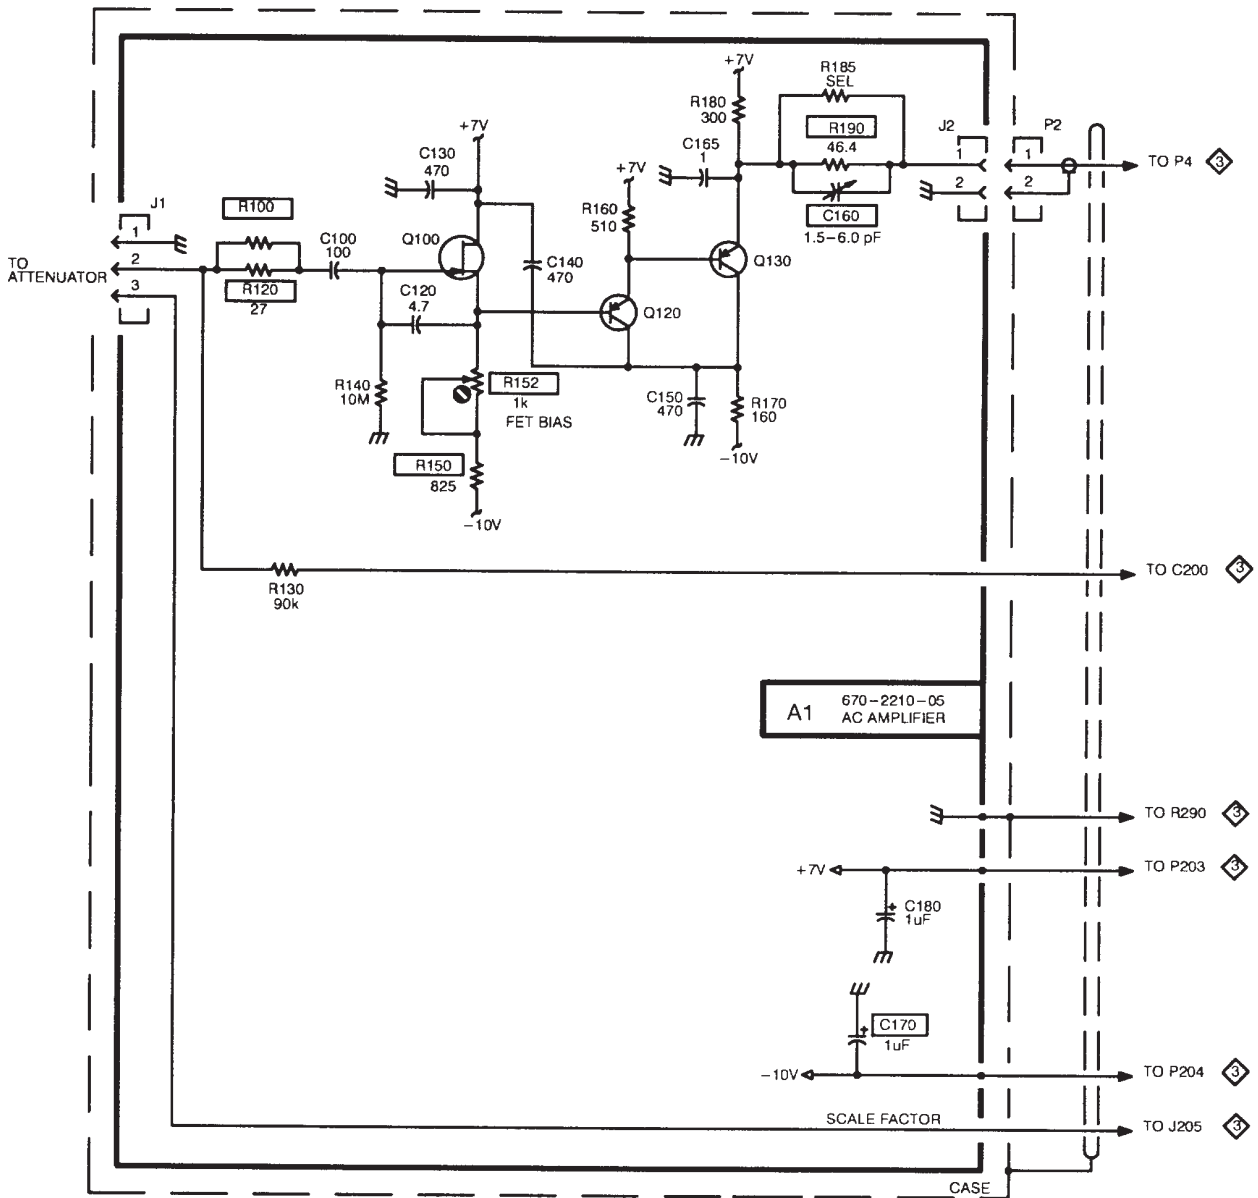 +7V
R185
SEL
R180
300
R190
46.4
J2
P2
1
1
TO P4
3
2
2
+7V
C130
470
C165
1
+7V
C160
1.5–6.0 pF
J1
R100
R160
510
1
C100
100
Q100
Q130
2
TO
ATTENUATOR
3
R120
27
C120
4.7
C140
470
Q120
R140
10M
R152
1k
FET BIAS
C150
470
R170
160
R150
825
−10V
−10V
TO C200
3
R130
90k
A1
670–2210–05
AC AMPLIFIER
TO R290
3
+7V
TO P203
3
C180
+
1uF
C170
+
1uF
−10V
TO P204
3
SCALE FACTOR
TO J205
3
CASE